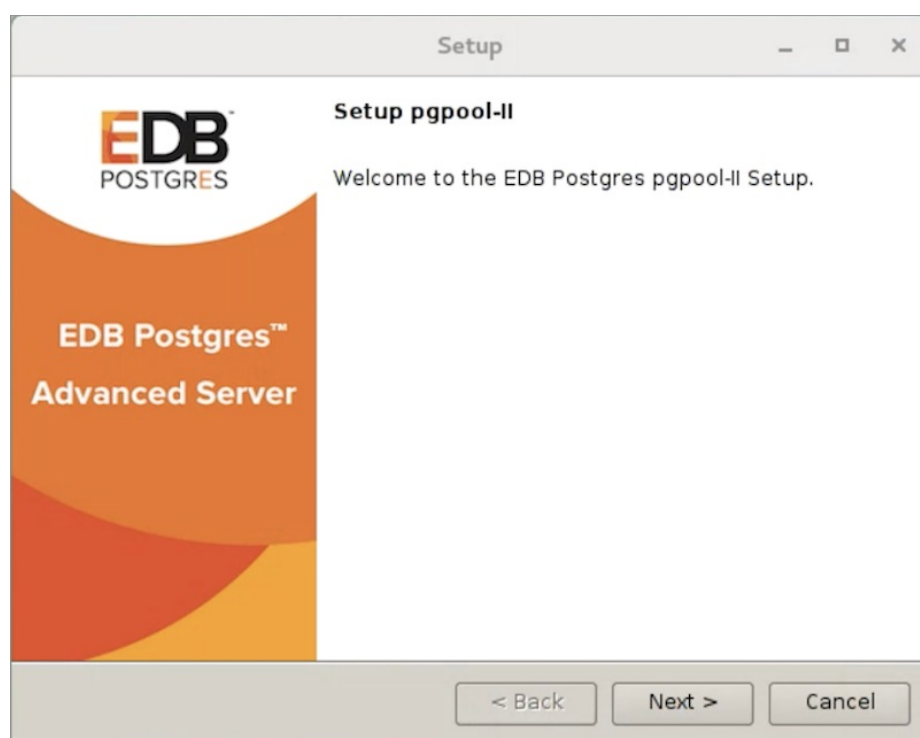 Setup
EDB
POSTGRES
EDB Postgres™
Advanced Server
Setup pgpool-II
Welcome to the EDB Postgres pgpool-II Setup.
< Back
Next >
Cancel